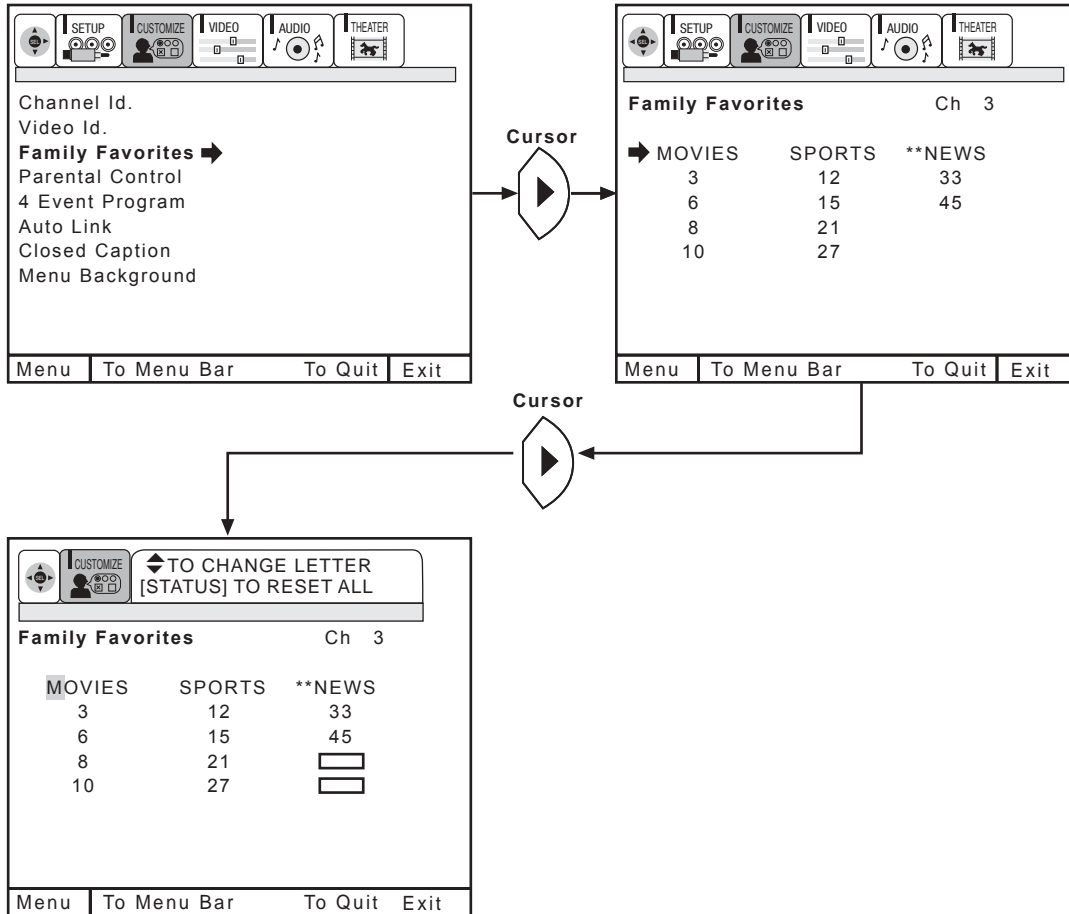 SEL SETUP CUSTOMIZE VIDEO AUDIO THEATER
Channel Id.
Video Id.
Family Favorites
Parental Control
4 Event Program
Auto Link
Closed Caption
Menu Background
Menu To Menu Bar To Quit Exit
Cursor
SEL SETUP CUSTOMIZE VIDEO AUDIO THEATER
Family Favorites Ch 3
MOVIES SPORTS **NEWS
3 12 33
6 15 45
8 21
10 27
Menu To Menu Bar To Quit Exit
Cursor
SEL CUSTOMIZE TO CHANGE LETTER
[STATUS] TO RESET ALL
Family Favorites Ch 3
MOVIES SPORTS **NEWS
3 12 33
6 15 45
8 21
10 27
Menu To Menu Bar To Quit Exit